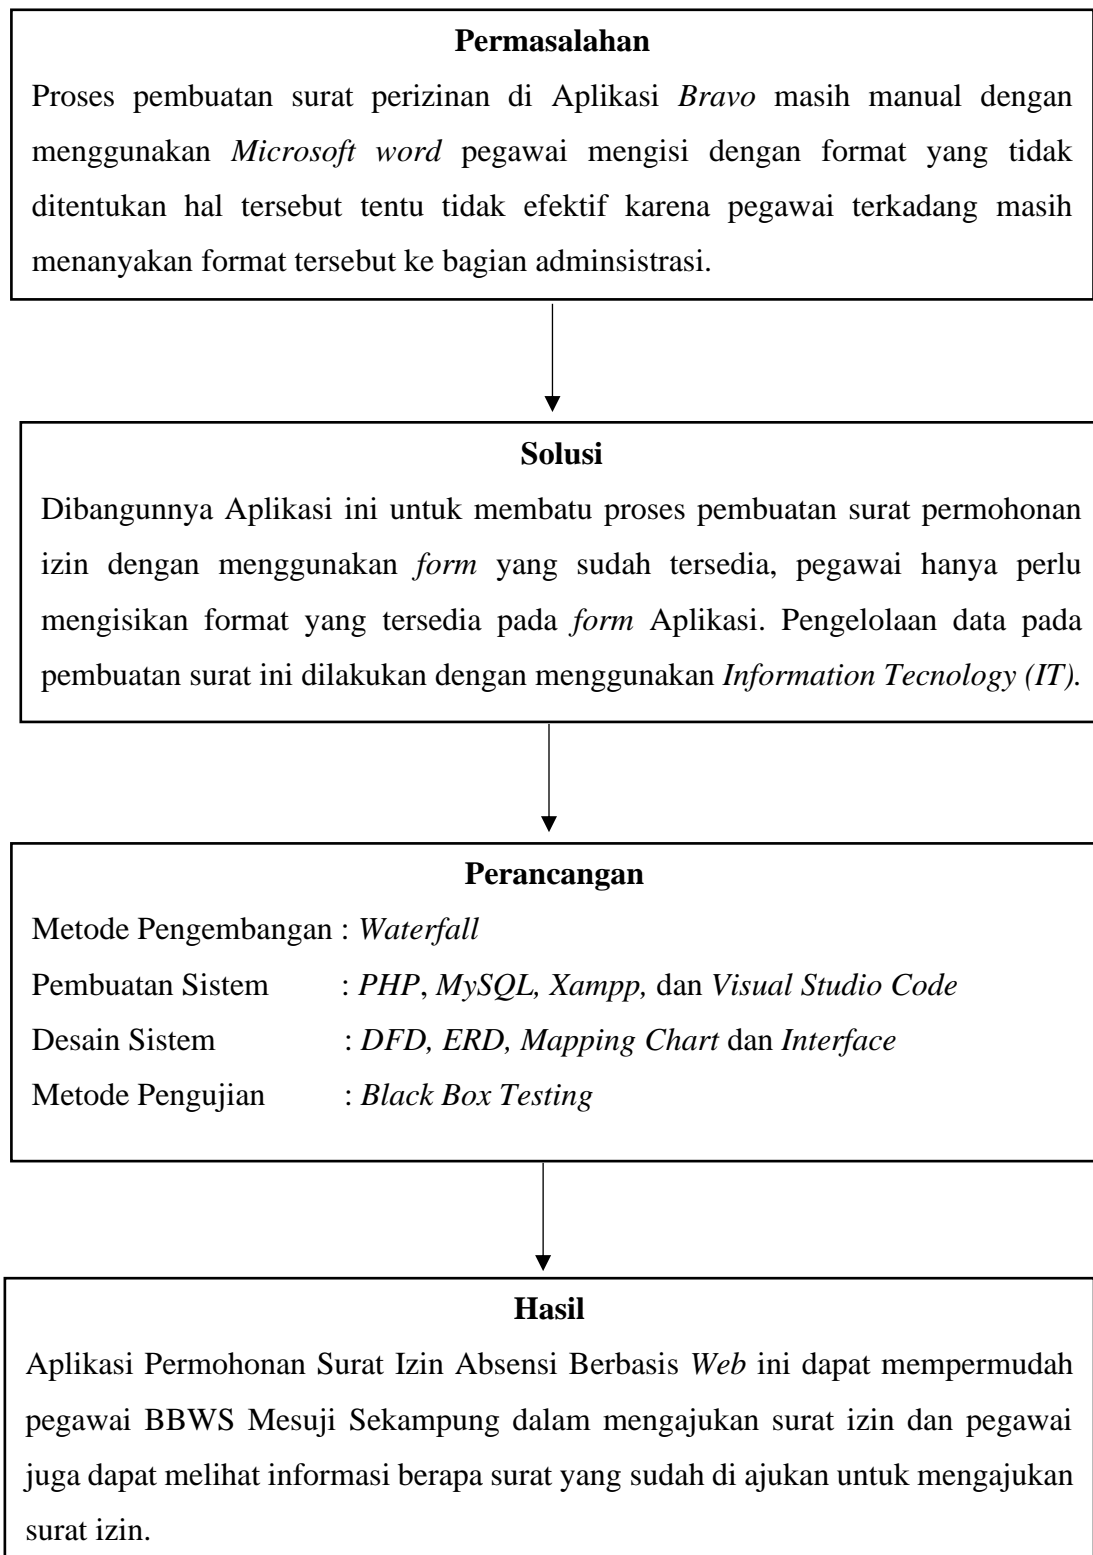 Permasalahan
Proses pembuatan surat perizinan di Aplikasi Bravo masih manual dengan
menggunakan Microsoft word pegawai mengisi dengan format yang tidak
ditentukan hal tersebut tentu tidak efektif karena pegawai terkadang masih
menanyakan format tersebut ke bagian adminsistrasi.
Solusi
Dibangunnya Aplikasi ini untuk membatu proses pembuatan surat permohonan
izin dengan menggunakan form yang sudah tersedia, pegawai hanya perlu
mengisikan format yang tersedia pada form Aplikasi. Pengelolaan data pada
pembuatan surat ini dilakukan dengan menggunakan Information Tecnology (IT).
Perancangan
Metode Pengembangan : Waterfall
Pembuatan Sistem : PHP, MySQL, Xampp, dan Visual Studio Code
Desain Sistem : DFD, ERD, Mapping Chart dan Interface
Metode Pengujian : Black Box Testing
Hasil
Aplikasi Permohonan Surat Izin Absensi Berbasis Web ini dapat mempermudah
pegawai BBWS Mesuji Sekampung dalam mengajukan surat izin dan pegawai
juga dapat melihat informasi berapa surat yang sudah di ajukan untuk mengajukan
surat izin.